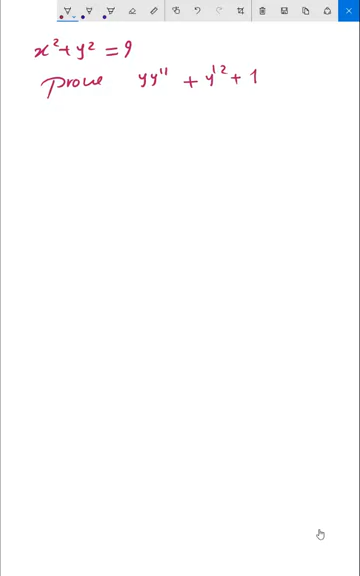 x² + y² = 9
prove yy'' + y'² + 1